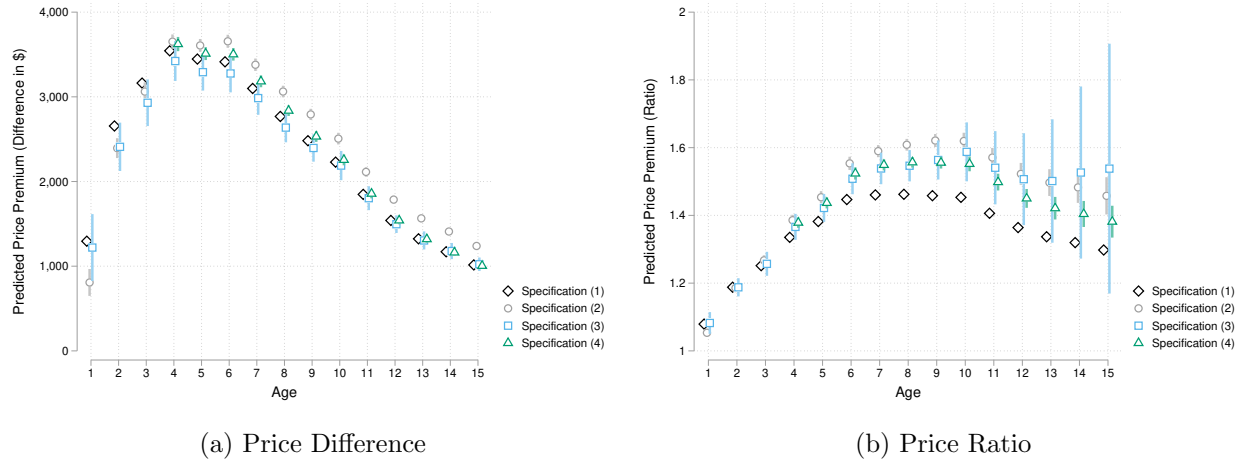 Predicted Price Premium (Difference in $)
4,000
3,000
2,000
1,000
0
1 2 3 4 5 6 7 8 9 10 11 12 13 14 15
Age
Specification (1)
Specification (2)
Specification (3)
Specification (4)
(a) Price Difference
Predicted Price Premium (Ratio)
2
1.8
1.6
1.4
1.2
1
1 2 3 4 5 6 7 8 9 10 11 12 13 14 15
Age
Specification (1)
Specification (2)
Specification (3)
Specification (4)
(b) Price Ratio